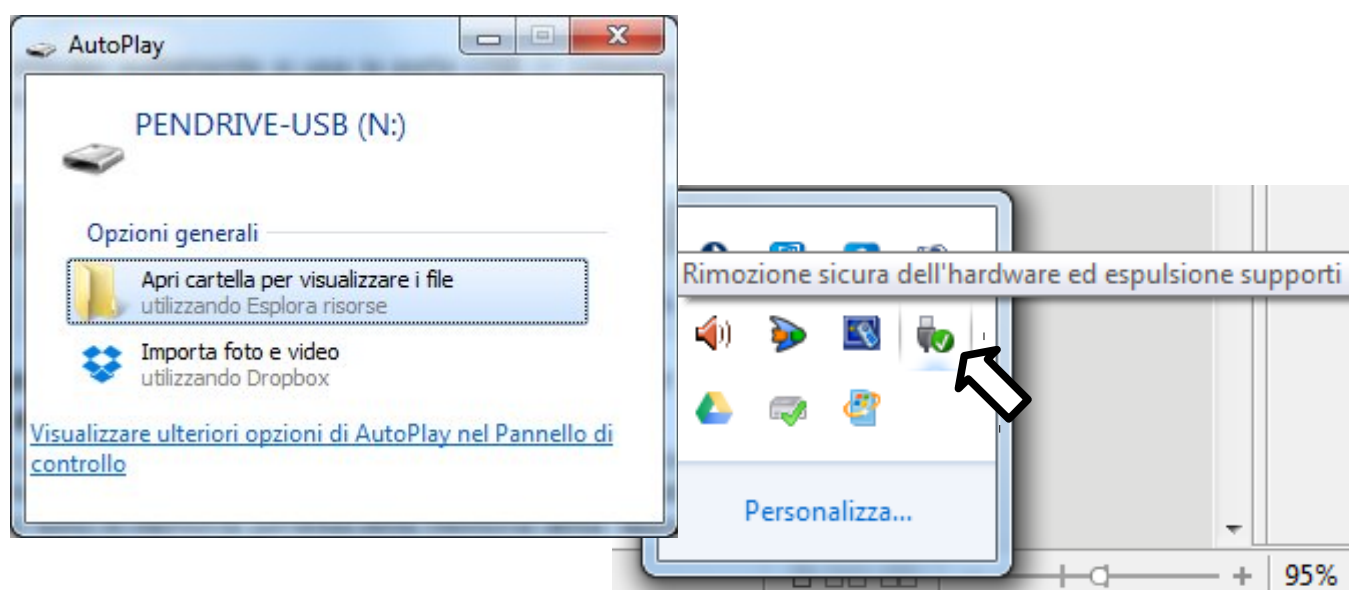 AutoPlay
PENDRIVE-USB (N:)
Opzioni generali
Apri cartella per visualizzare i file
utilizzando Esplora risorse
Importa foto e video
utilizzando Dropbox
Visualizzare ulteriori opzioni di AutoPlay nel Pannello di
controllo
Rimozione sicura dell'hardware ed espulsione supporti
Personalizza...
95%